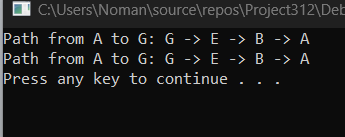 C:\Users\Noman\source\repos\Project312\Deb
Path from A to G: G -> E -> B -> A
Path from A to G: G -> E -> B -> A
Press any key to continue . . .